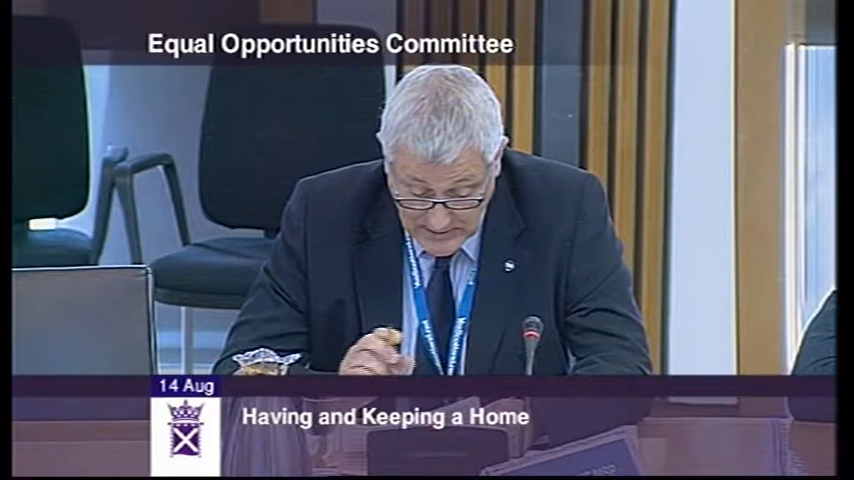 Equal Opportunities Committee
14 Aug
Having and Keeping a Home